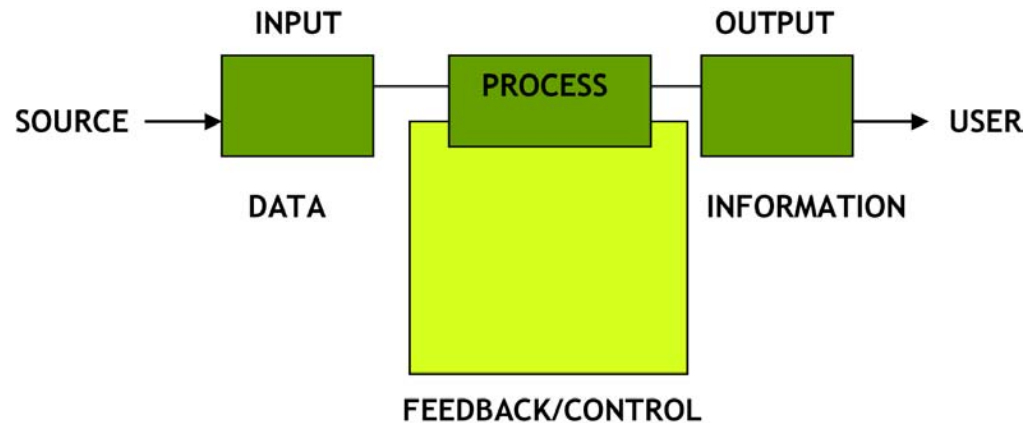 INPUT
OUTPUT
PROCESS
SOURCE
USER
DATA
INFORMATION
FEEDBACK/CONTROL